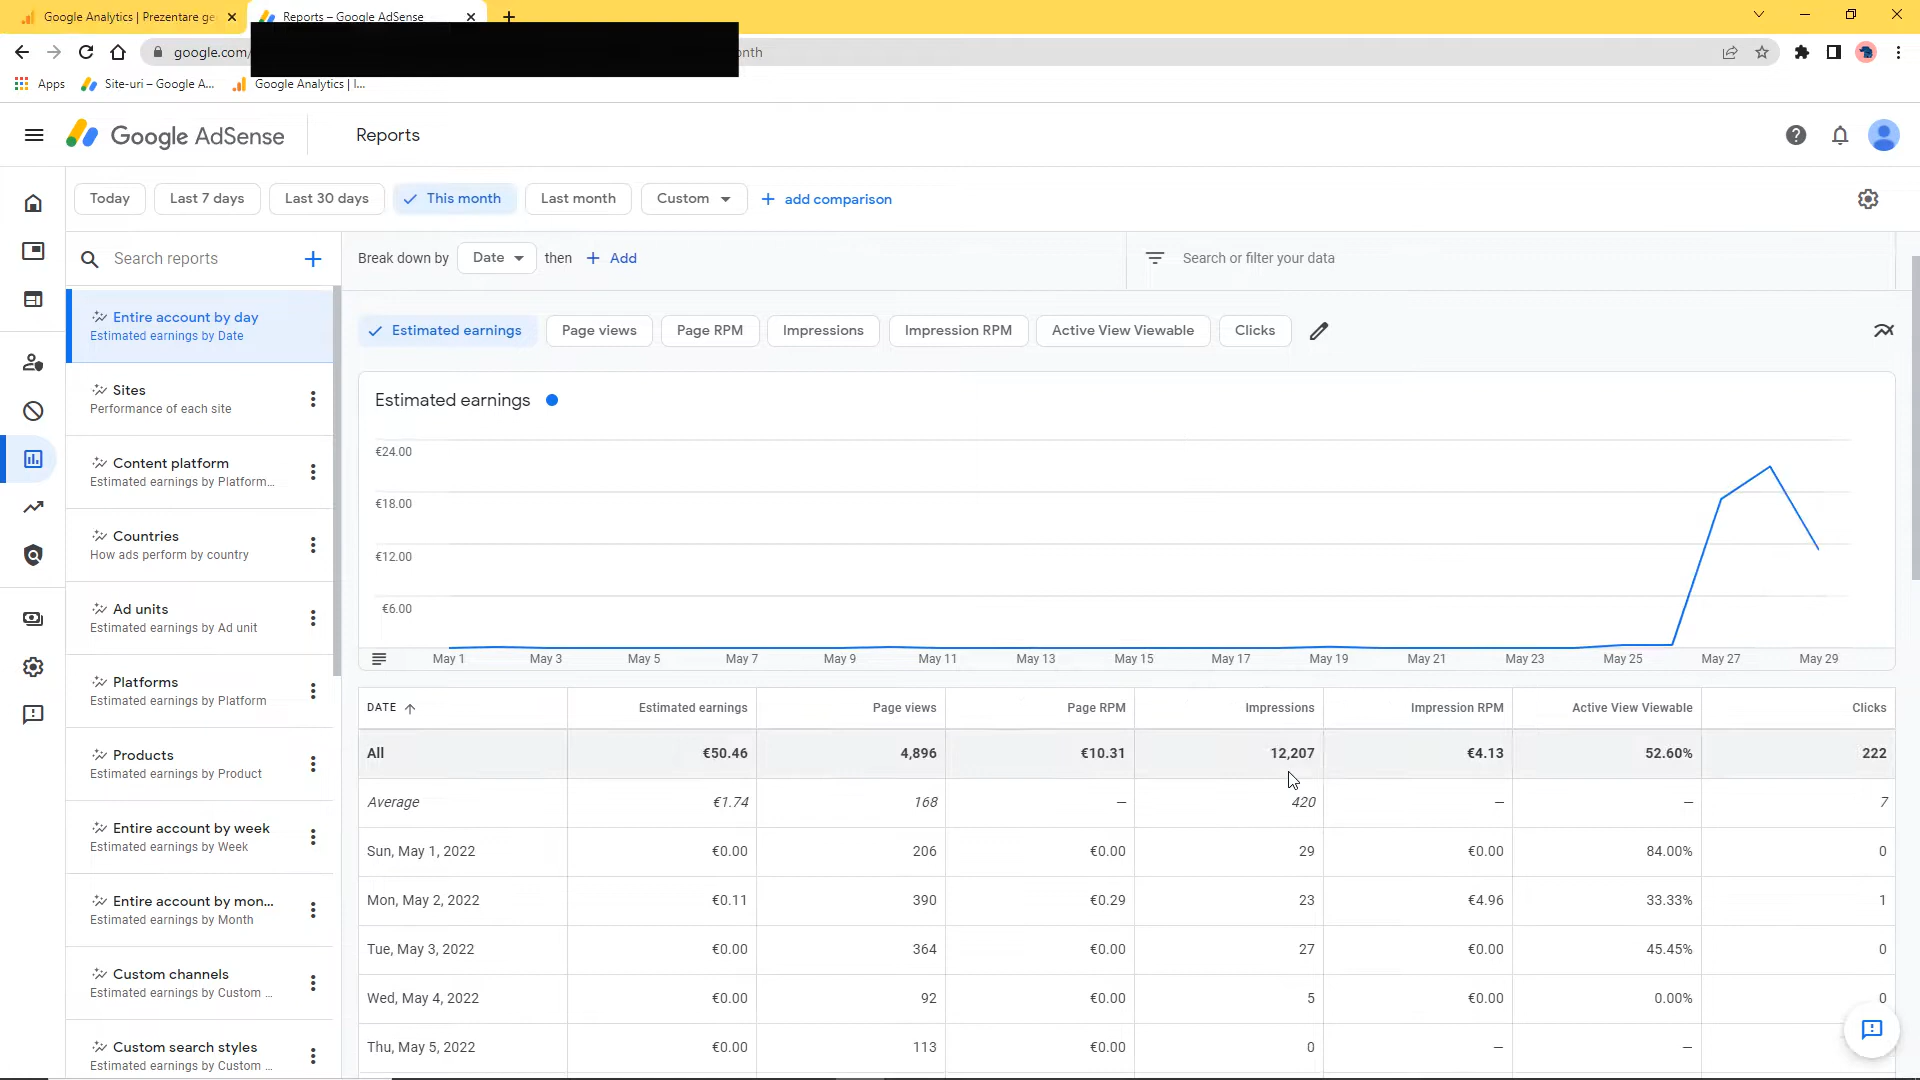 Google Analytics | Prezentare ge
Reports – Google AdSense
google.com/
onth
Apps
Site-uri – Google A...
Google Analytics | I...
Google AdSense
Reports
Today
Last 7 days
Last 30 days
This month
Last month
Custom
+ add comparison
Search reports
Break down by
Date
then
+ Add
Search or filter your data
Entire account by day
Estimated earnings by Date
Sites
Performance of each site
Content platform
Estimated earnings by Platform...
Countries
How ads perform by country
Ad units
Estimated earnings by Ad unit
Platforms
Estimated earnings by Platform
Products
Estimated earnings by Product
Entire account by week
Estimated earnings by Week
Entire account by mon...
Estimated earnings by Month
Custom channels
Estimated earnings by Custom ...
Custom search styles
Estimated earnings by Custom ...
Estimated earnings
Page views
Page RPM
Impressions
Impression RPM
Active View Viewable
Clicks
Estimated earnings
€24.00
€18.00
€12.00
€6.00
May 1 May 3 May 5 May 7 May 9 May 11 May 13 May 15 May 17 May 19 May 21 May 23 May 25 May 27 May 29
DATE Estimated earnings Page views Page RPM Impressions Impression RPM Active View Viewable Clicks
All €50.46 4,896 €10.31 12,207 €4.13 52.60% 222
Average €1.74 168 — 420 — — 7
Sun, May 1, 2022 €0.00 206 €0.00 29 €0.00 84.00% 0
Mon, May 2, 2022 €0.11 390 €0.29 23 €4.96 33.33% 1
Tue, May 3, 2022 €0.00 364 €0.00 27 €0.00 45.45% 0
Wed, May 4, 2022 €0.00 92 €0.00 5 €0.00 0.00% 0
Thu, May 5, 2022 €0.00 113 €0.00 0 — —